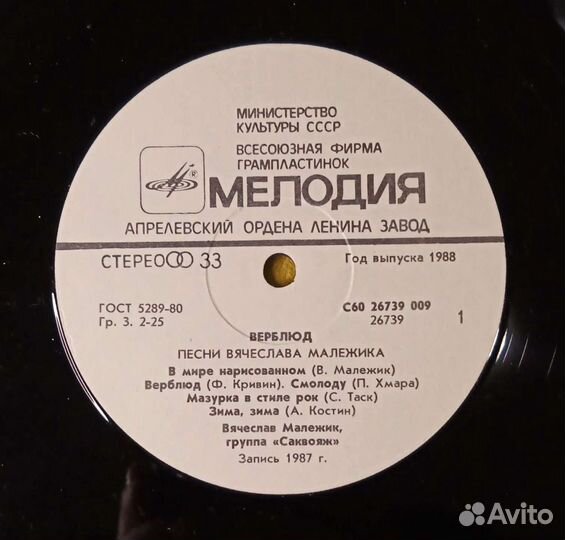 МИНИСТЕРСТВО
КУЛЬТУРЫ СССР
ВСЕСОЮЗНАЯ ФИРМА
ГРАМПЛАСТИНОК
®
МЕЛОДИЯ
АПРЕЛЕВСКИЙ ОРДЕНА ЛЕНИНА ЗАВОД
СТЕРЕО 33
Год выпуска 1988
ГОСТ 5289-80
Гр. 3. 2-25
С60 26739 009
26739
1
ВЕРБЛЮД
ПЕСНИ ВЯЧЕСЛАВА МАЛЕЖИКА
В мире нарисованном (В. Малежик)
Верблюд (Ф. Кривин). Смолоду (П. Хмара)
Мазурка в стиле рок (С. Таск)
Зима, зима (А. Костин)
Вячеслав Малежик,
группа «Саквояж»
Запись 1987 г.
Avito